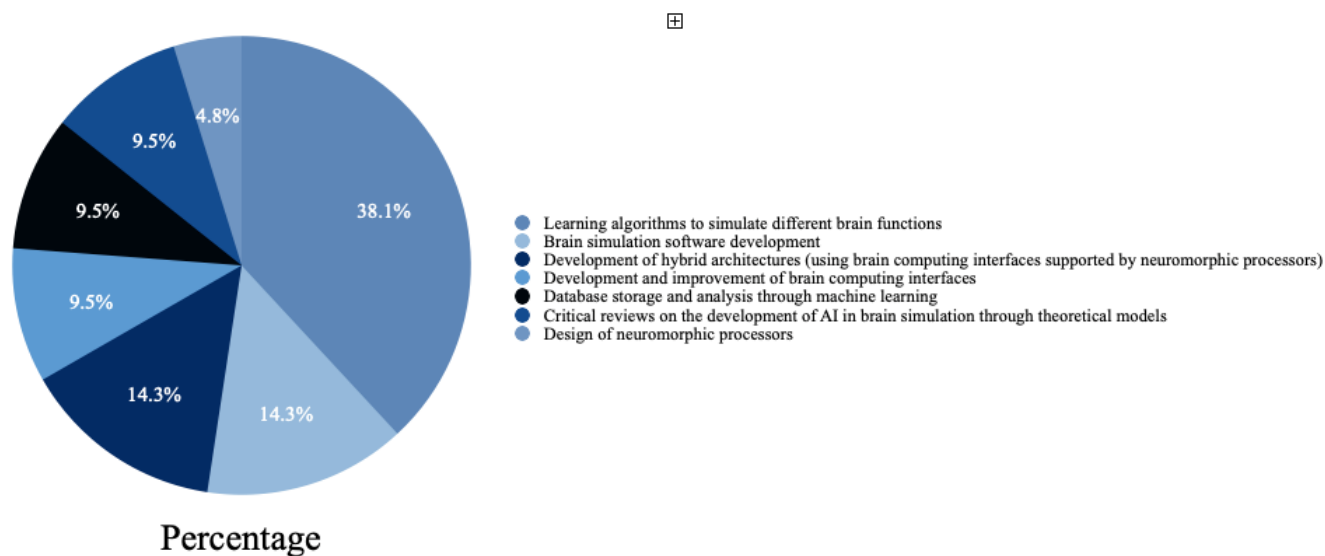 4.8%
9.5%
9.5%
38.1%
9.5%
14.3%
14.3%
Learning algorithms to simulate different brain functions
Brain simulation software development
Development of hybrid architectures (using brain computing interfaces supported by neuromorphic processors)
Development and improvement of brain computing interfaces
Database storage and analysis through machine learning
Critical reviews on the development of AI in brain simulation through theoretical models
Design of neuromorphic processors
Percentage